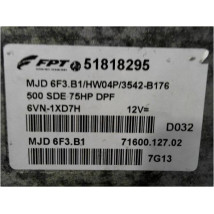 FPT 51818295
MJD 6F3.B1/HW04P/3542-B176
500 SDE 75HP DPF
6VN-1XD7H 12V=
D032
MJD 6F3.B1 71600.127.02
7G13